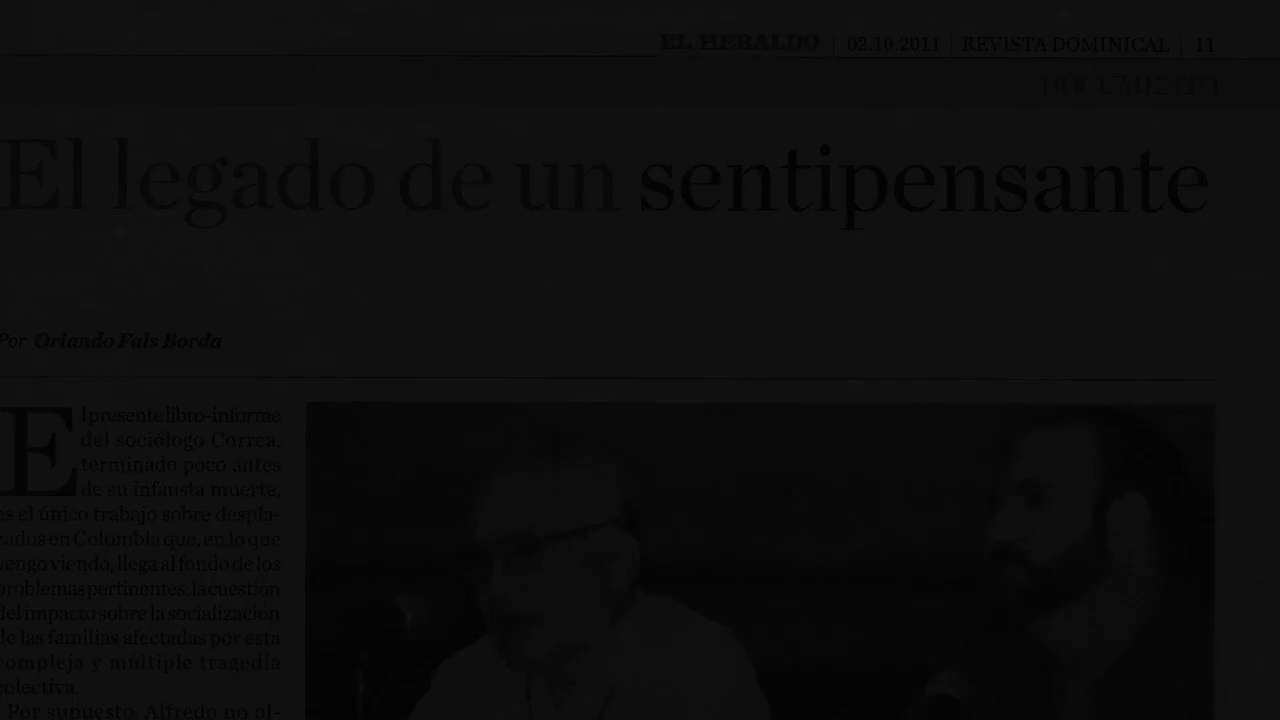 EL HERALDO | 02.10.2011 | REVISTA DOMINICAL | 11
DOCUMENTO
El legado de un sentipensante
Por Orlando Fals Borda
El presente libro-informe
del sociólogo Correa,
terminado poco antes
de su infausta muerte,
es el único trabajo sobre despla-
zados en Colombia que, en lo que
vengo viendo, llega al fondo de los
problemas pertinentes: la cuestión
del impacto sobre la socialización
de las familias afectadas por esta
compleja y múltiple tragedia
colectiva.
Por supuesto, Alfredo no ol-